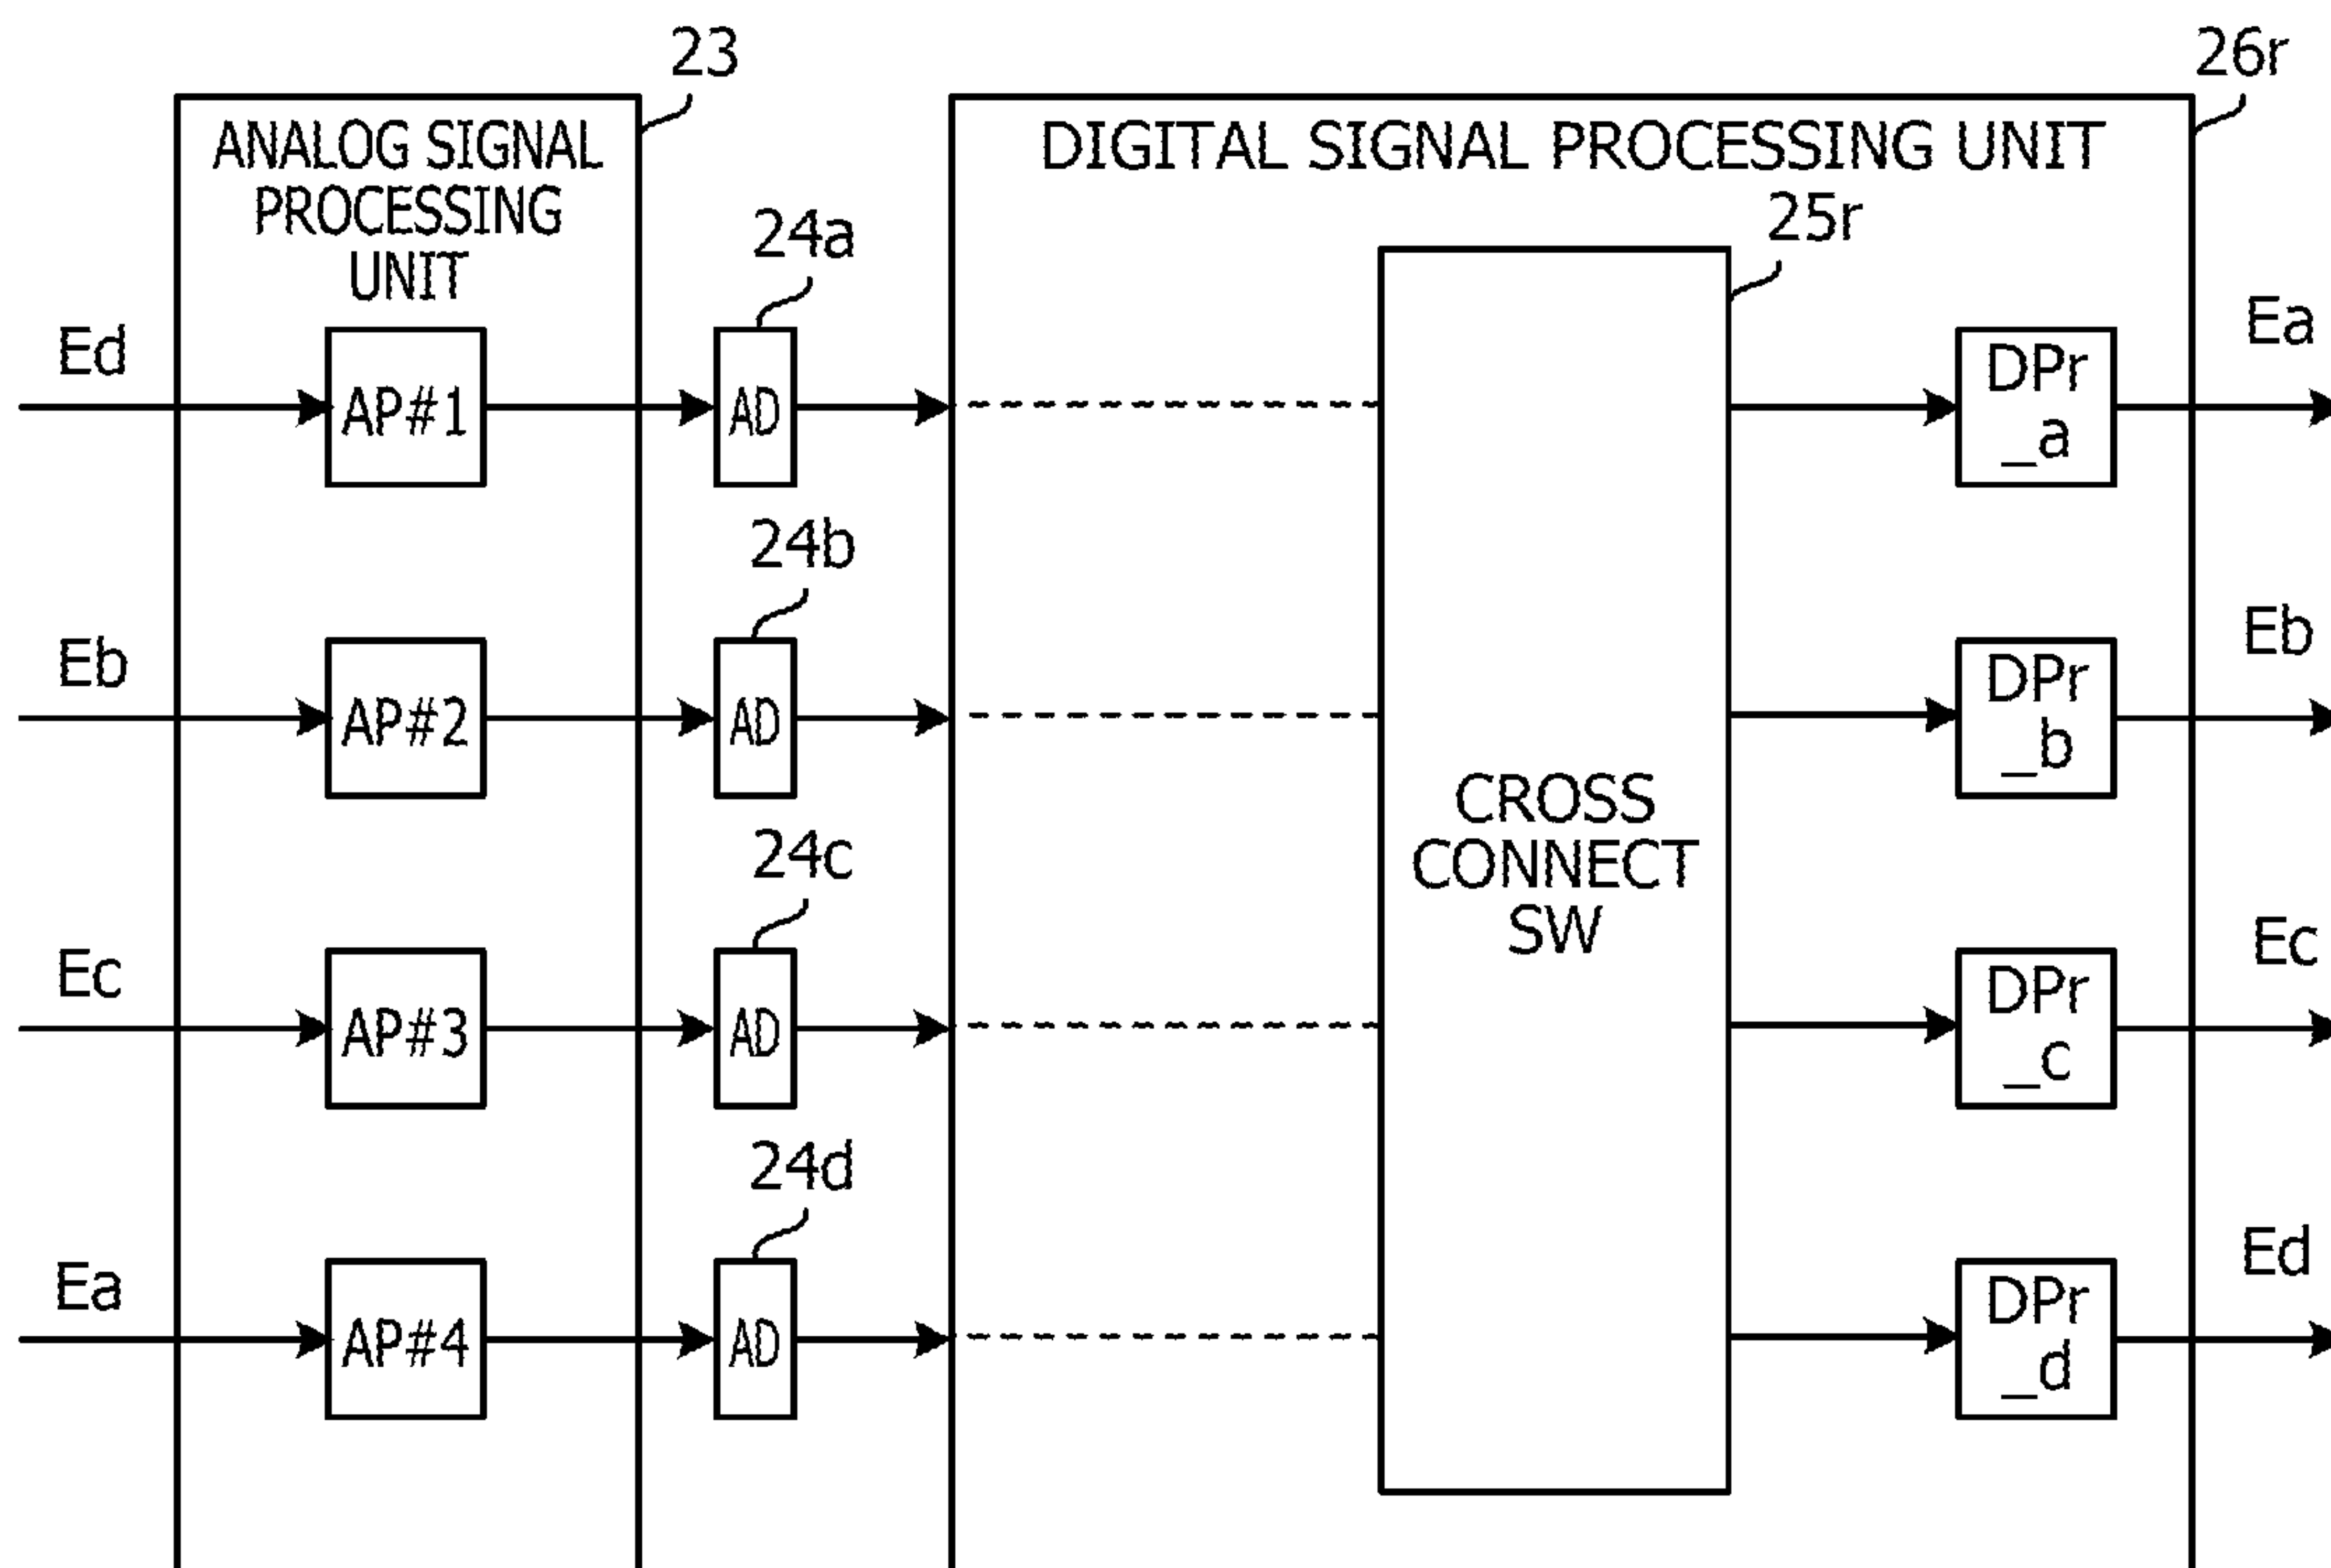 23
26r
ANALOG SIGNAL
PROCESSING
UNIT
DIGITAL SIGNAL PROCESSING UNIT
24a
25r
Ed
AP#1
AD
DPr
_a
Ea
24b
Eb
AP#2
AD
DPr
_b
Eb
CROSS
CONNECT
SW
24c
Ec
AP#3
AD
DPr
_c
Ec
24d
Ea
AP#4
AD
DPr
_d
Ed